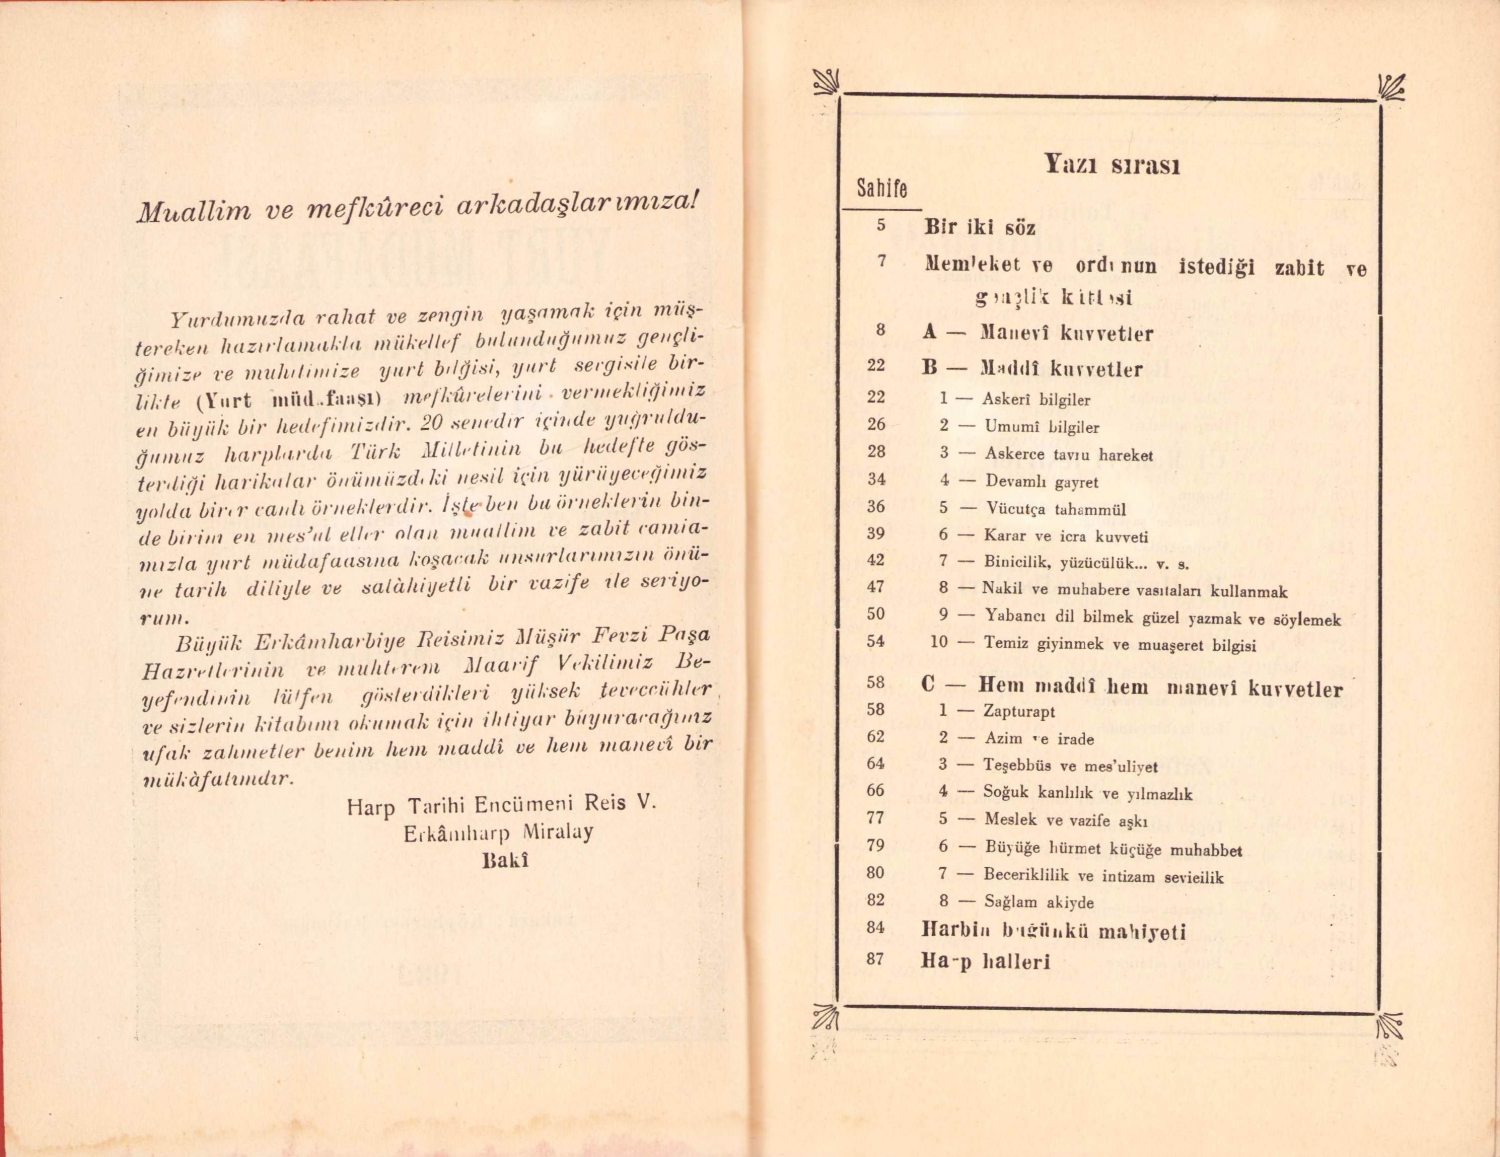 Muallim ve mefkûreci arkadaşlarımıza!
Yurdumuzda rahat ve zengin yaşamak için müş-
tereken hazırlamakla mükellef bulunduğumuz gençli-
ğimize ve muhitimize yurt bilğisi, yurt sergisile bir-
likte (Yurt müdafaası) mefkûrelerini vermekliğimiz
en büyük bir hedefimizdir. 20 senedir içinde yuğruldu-
ğumuz harplarda Türk Milletinin bu hedefte gös-
terdiği harikalar önümüzdeki nesil için yürüyeceğimiz
yolda birer canlı örneklerdir. İşte ben bu örneklerin bin-
de birini en mes'ul eller olan muallim ve zabit camia-
mızla yurt müdafaasına koşacak unsurlarımızın önü-
ne tarih diliyle ve salâhiyetli bir vazife ile seriyo-
rum.
Büyük Erkâmharbiye Reisimiz Müşür Fevzi Paşa
Hazretlerinin ve muhterem Maarif Vekilimiz Be-
yefendinin lütfen gösterdikleri yüksek teveccühler
ve sizlerin kitabımı okumak için ihtiyar buyuracağınız
ufak zahmetler benim hem maddî ve hem manevî bir
mükâfatımdır.
Harp Tarihi Encümeni Reis V.
Erkâmharp Miralay
Bakî
Yazı sırası
Sahife
5 Bir iki söz
7 Memleket ve ordunun istediği zabit ve
gençlik kütlesi
8 A — Manevî kuvvetler
22 B — Maddî kuvvetler
22 1 — Askerî bilgiler
26 2 — Umumî bilgiler
28 3 — Askerce tavru hareket
34 4 — Devamlı gayret
36 5 — Vücutça tahammül
39 6 — Karar ve icra kuvveti
42 7 — Binicilik, yüzücülük... v. s.
47 8 — Nakil ve muhabere vasıtaları kullanmak
50 9 — Yabancı dil bilmek güzel yazmak ve söylemek
54 10 — Temiz giyinmek ve muaşeret bilgisi
58 C — Hem maddî hem manevî kuvvetler
58 1 — Zapturapt
62 2 — Azim ve irade
64 3 — Teşebbüs ve mes'uliyet
66 4 — Soğuk kanlılık ve yılmazlık
77 5 — Meslek ve vazife aşkı
79 6 — Büyüğe hürmet küçüğe muhabbet
80 7 — Beceriklilik ve intizam sevicilik
82 8 — Sağlam akiyde
84 Harbin bugünkü mahiyeti
87 Harp halleri